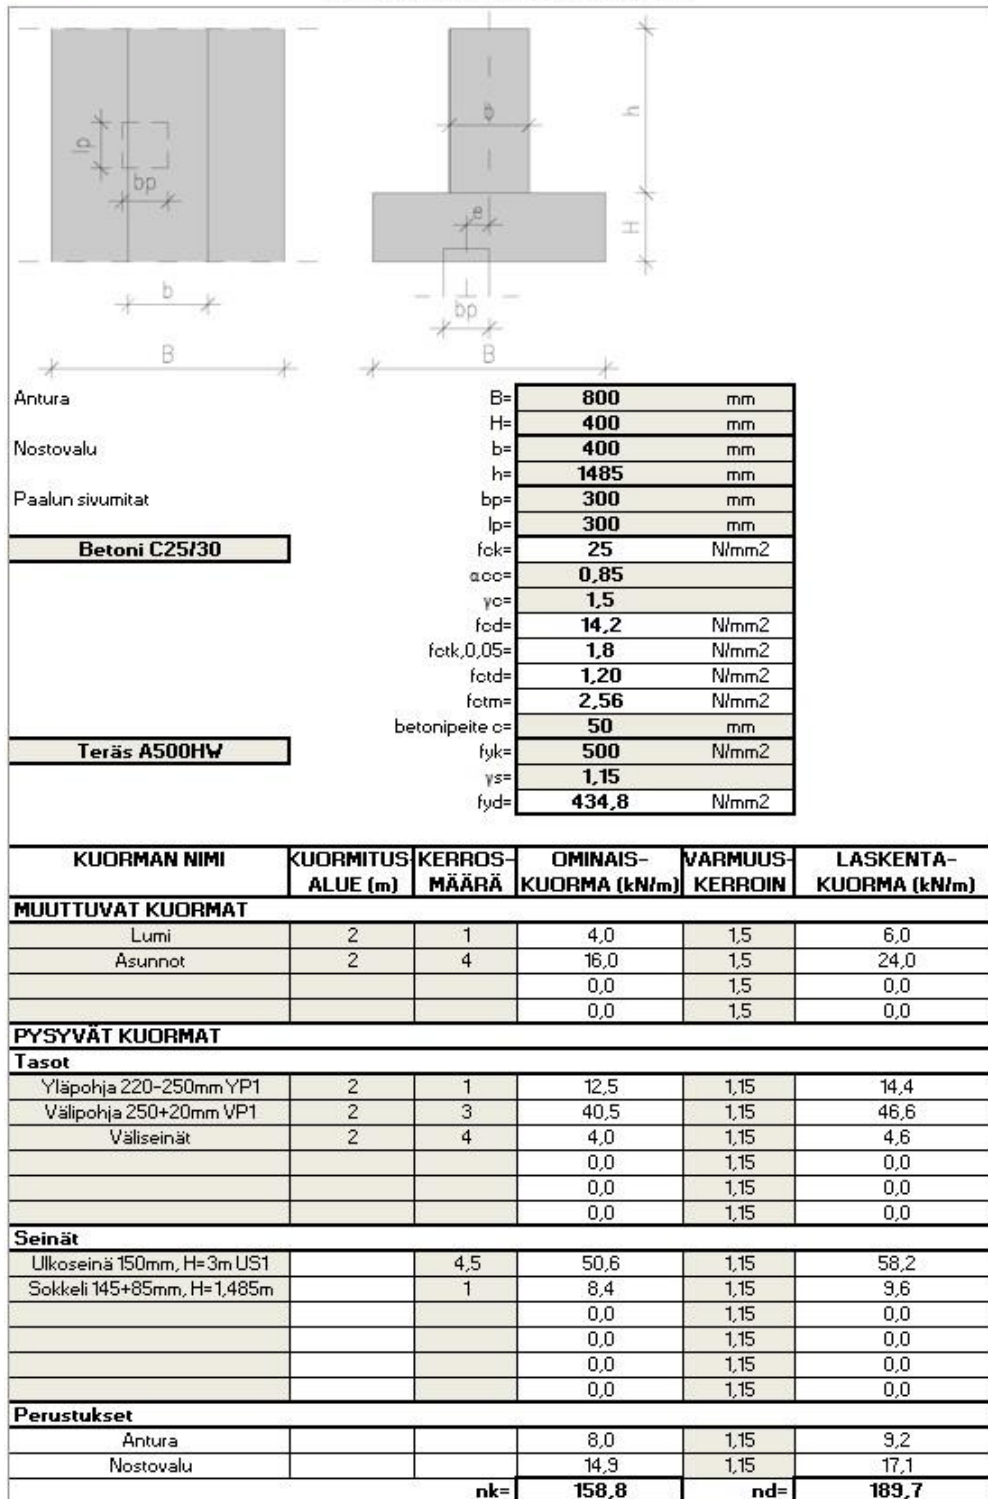 b
h
lp
bp
e
H
b
bp
B
B
Antura B= 800 mm
H= 400 mm
Nostovalu b= 400 mm
h= 1485 mm
Paalun sivumitat bp= 300 mm
lp= 300 mm
Betoni C25/30 fck= 25 N/mm2
αcc= 0,85
γc= 1,5
fcd= 14,2 N/mm2
fctk,0,05= 1,8 N/mm2
fctd= 1,20 N/mm2
fctm= 2,56 N/mm2
betonipeite c= 50 mm
Teräs A500HW fyk= 500 N/mm2
γs= 1,15
fyd= 434,8 N/mm2
KUORMAN NIMI KUORMITUS- KERROS- OMINAIS- VARMUUS- LASKENTA-
ALUE (m) MÄÄRÄ KUORMA (kN/m) KERROIN KUORMA (kN/m)
MUUTTUVAT KUORMAT
Lumi 2 1 4,0 1,5 6,0
Asunnot 2 4 16,0 1,5 24,0
0,0 1,5 0,0
0,0 1,5 0,0
PYSYVÄT KUORMAT
Tasot
Yläpohja 220-250mm YP1 2 1 12,5 1,15 14,4
Välipohja 250+20mm VP1 2 3 40,5 1,15 46,6
Väliseinät 2 4 4,0 1,15 4,6
0,0 1,15 0,0
0,0 1,15 0,0
0,0 1,15 0,0
Seinät
Ulkoseinä 150mm, H=3m US1 4,5 50,6 1,15 58,2
Sokkeli 145+85mm, H=1,485m 1 8,4 1,15 9,6
0,0 1,15 0,0
0,0 1,15 0,0
0,0 1,15 0,0
0,0 1,15 0,0
Perustukset
Antura 8,0 1,15 9,2
Nostovalu 14,9 1,15 17,1
nk= 158,8 nd= 189,7